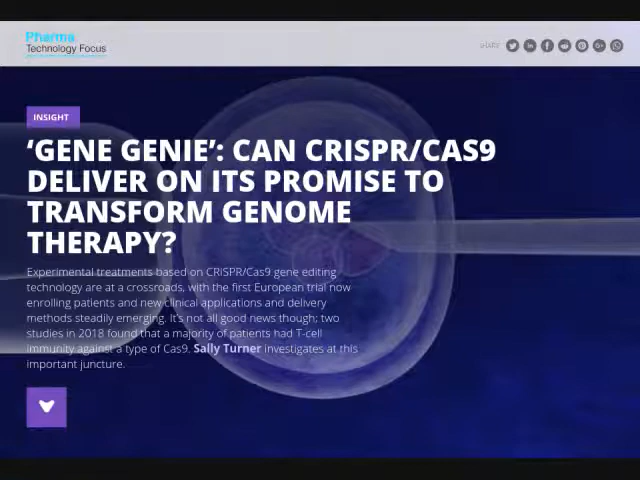 Pharma
Technology Focus
SHARE
INSIGHT
‘GENE GENIE’: CAN CRISPR/CAS9
DELIVER ON ITS PROMISE TO
TRANSFORM GENOME
THERAPY?
Experimental treatments based on CRISPR/Cas9 gene editing
technology are at a crossroads, with the first European trial now
enrolling patients and new clinical applications and delivery
methods steadily emerging. It’s not all good news though; two
studies in 2018 found that a majority of patients had T-cell
immunity against a type of Cas9. Sally Turner investigates at this
important juncture.